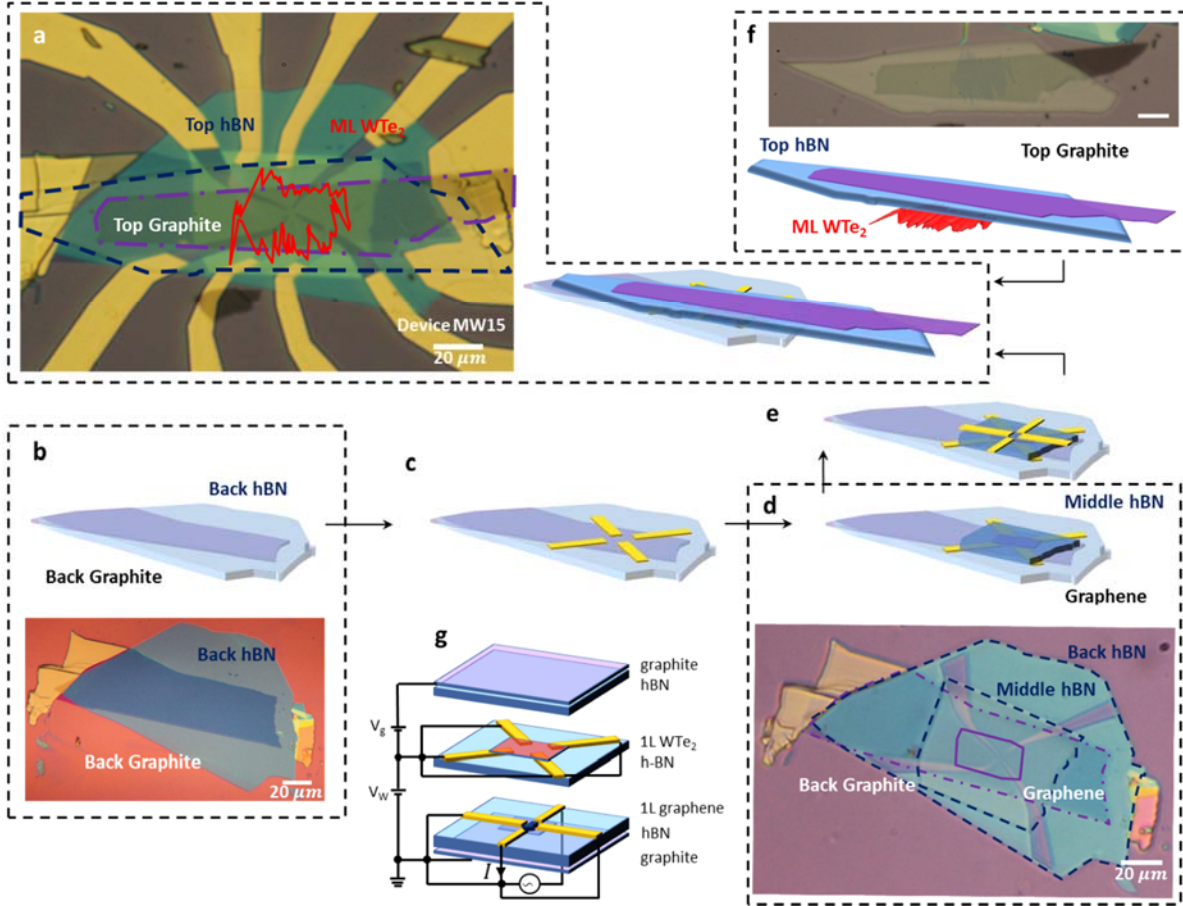 a
Top hBN
ML WTe₂
Top Graphite
Device MW15
20 μm
f
Top hBN
Top Graphite
ML WTe₂
b
Back hBN
Back Graphite
Back hBN
Back Graphite
20 μm
c
e
d
Middle hBN
Graphene
Back hBN
Middle hBN
Back Graphite
Graphene
20 μm
g
graphite
hBN
Vg
1L WTe₂
h-BN
Vw
1L graphene
hBN
graphite
I